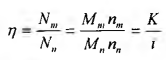 η ≡ N_m / N_n = M_m n_m / M_n n_n = K / i